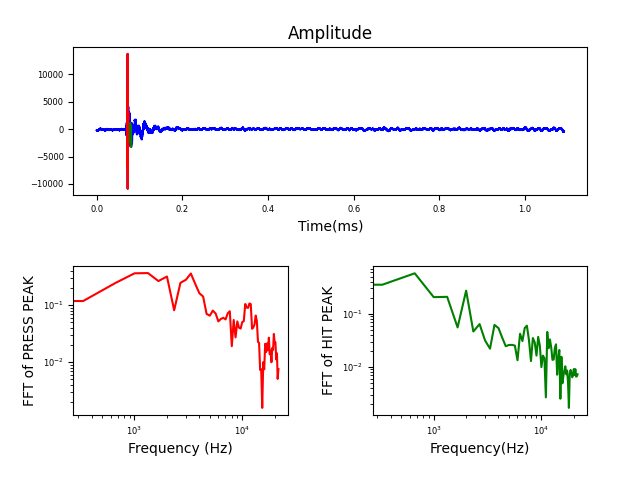 Amplitude
10000
5000
0
−5000
−10000
0.0 0.2 0.4 0.6 0.8 1.0
Time(ms)
FFT of PRESS PEAK
10⁻¹
10⁻²
10³ 10⁴
Frequency (Hz)
FFT of HIT PEAK
10⁻¹
10⁻²
10³ 10⁴
Frequency(Hz)